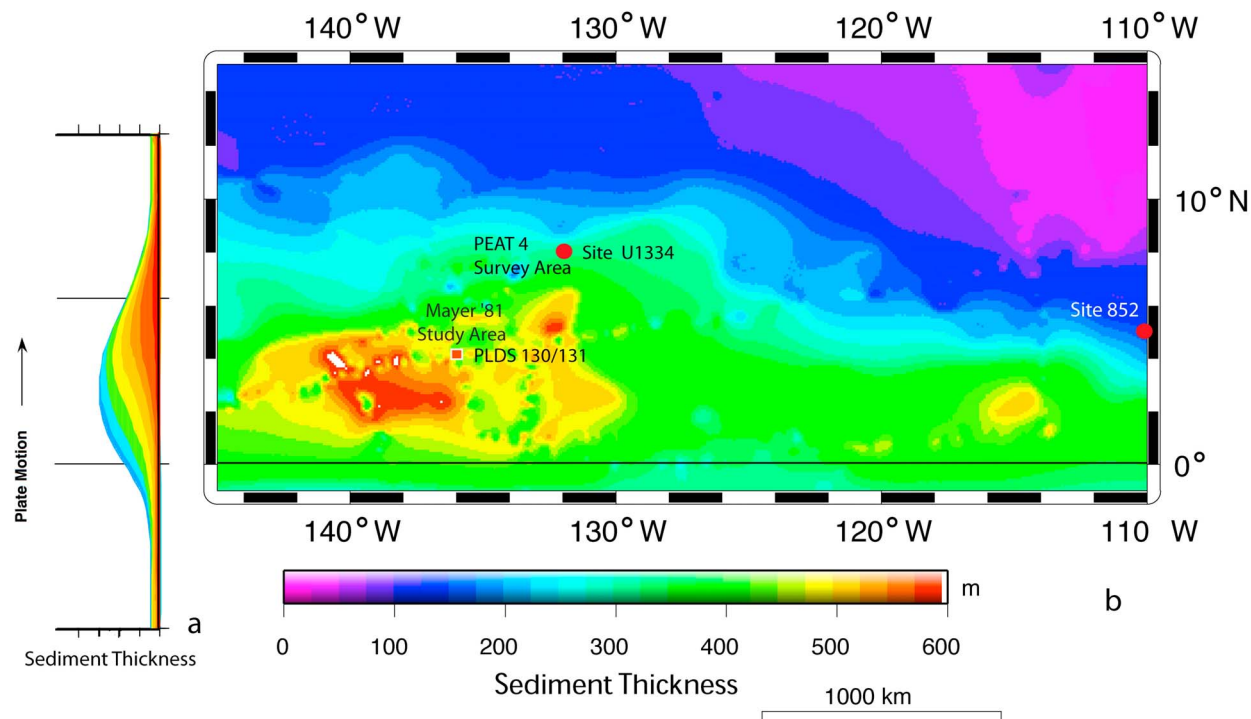 140°W 130°W 120°W 110°W
10°N
PEAT 4
Survey Area
Site U1334
Mayer '81
Study Area
PLDS 130/131
Site 852
0°
Plate Motion
a
Sediment Thickness
140°W 130°W 120°W 110° W
m
b
0 100 200 300 400 500 600
Sediment Thickness
1000 km